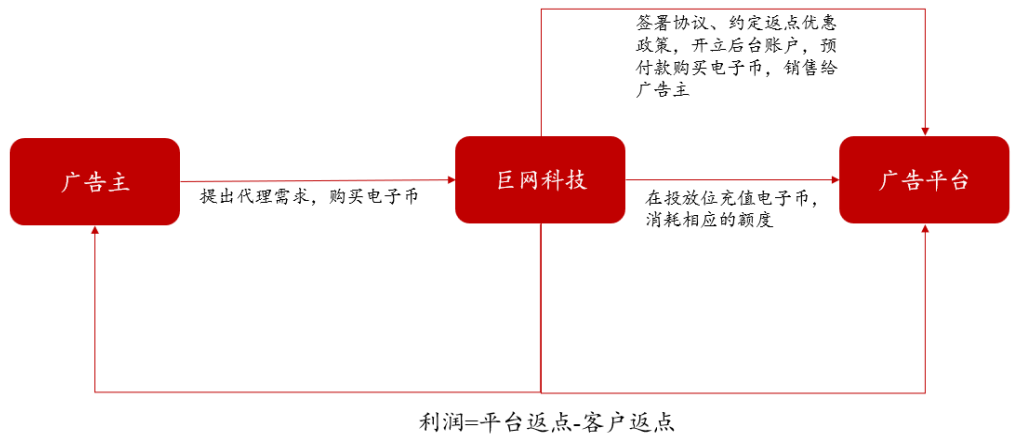 签署协议、约定返点优惠
政策，开立后台账户，预
付款购买电子币，销售给
广告主
广告主
提出代理需求，购买电子币
巨网科技
在投放位充值电子币，
消耗相应的额度
广告平台
利润=平台返点-客户返点